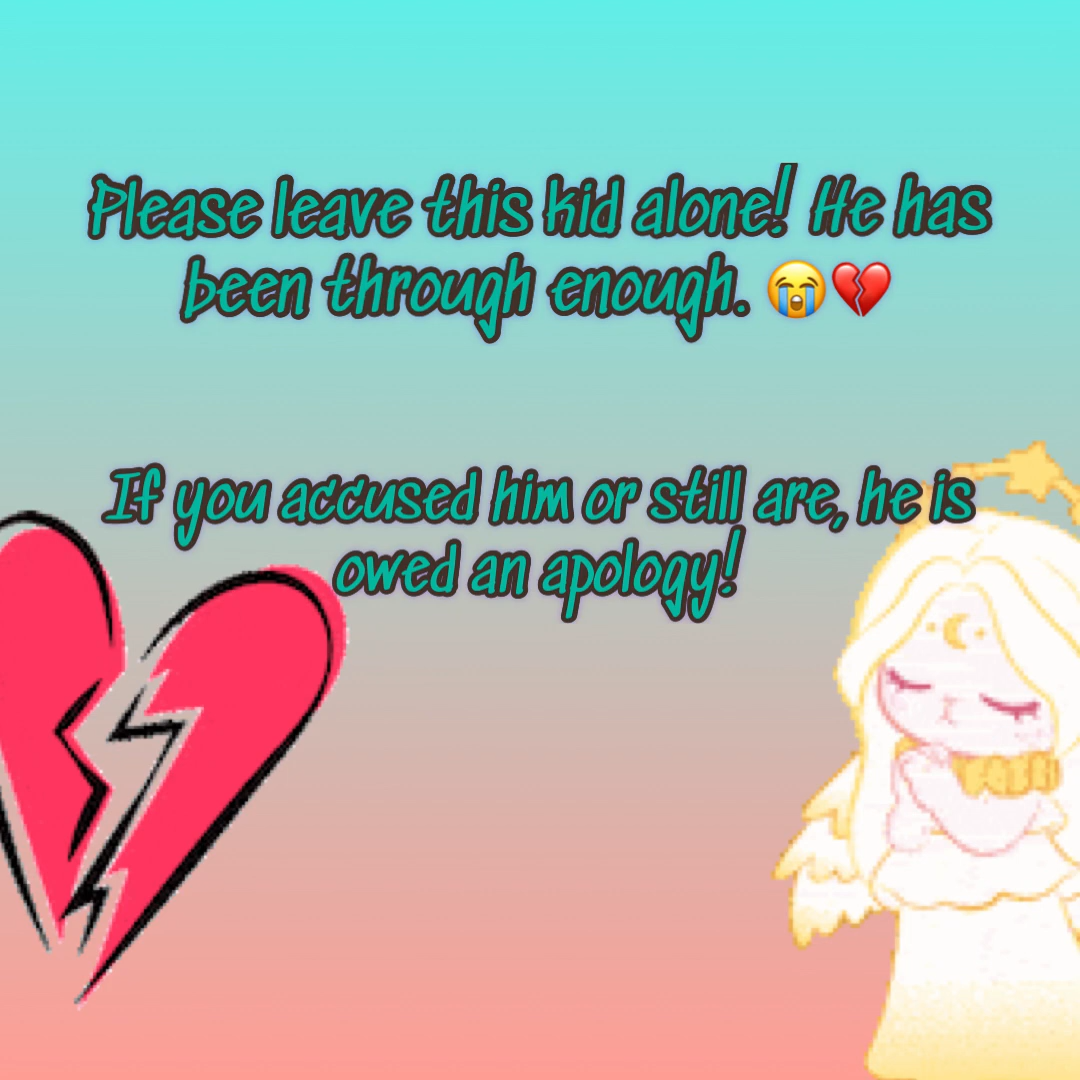 Please leave this kid alone! He has
been through enough. 😭💔
If you accused him or still are, he is
owed an apology!